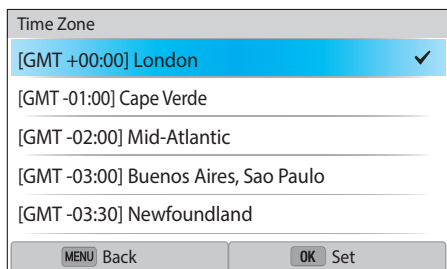 Time Zone
[GMT +00:00] London
[GMT -01:00] Cape Verde
[GMT -02:00] Mid-Atlantic
[GMT -03:00] Buenos Aires, Sao Paulo
[GMT -03:30] Newfoundland
MENU Back OK Set